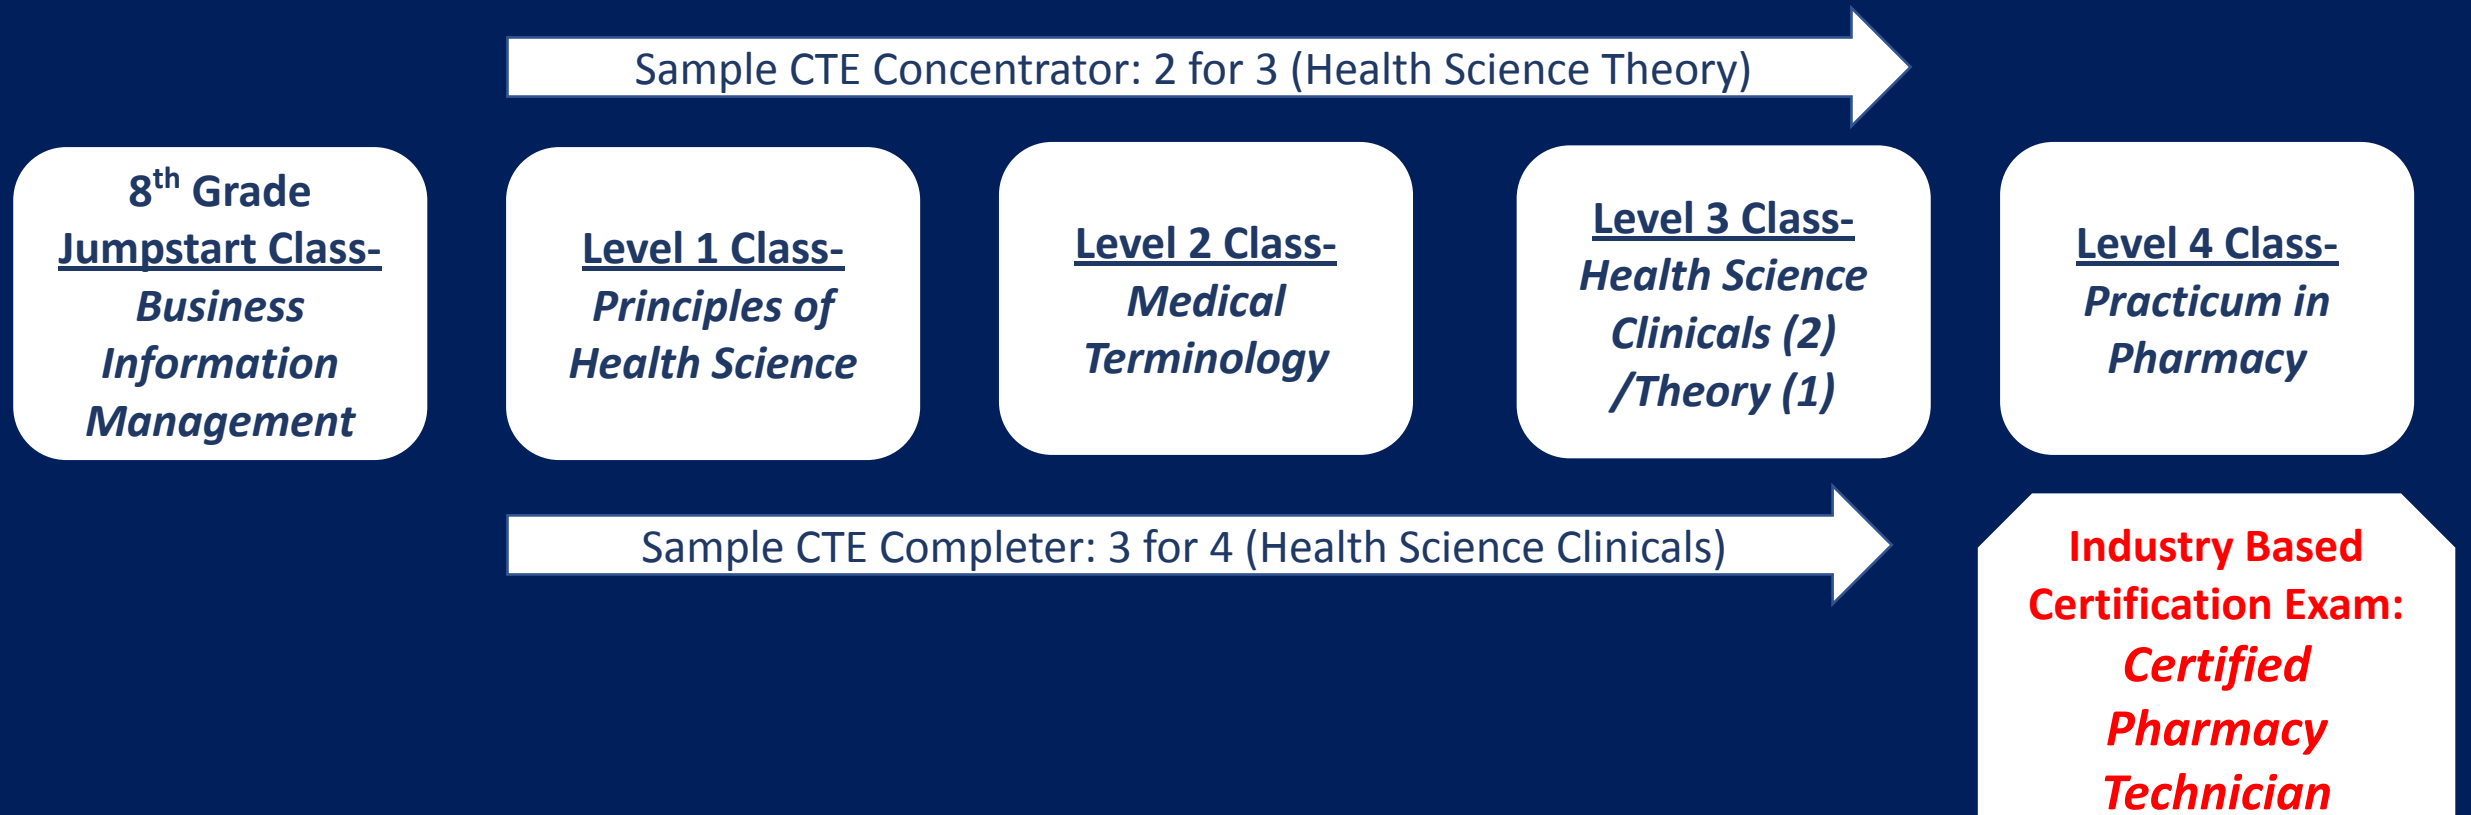 Sample CTE Concentrator: 2 for 3 (Health Science Theory)
8th Grade
Jumpstart Class-
Business
Information
Management
Level 1 Class-
Principles of
Health Science
Level 2 Class-
Medical
Terminology
Level 3 Class-
Health Science
Clinicals (2)
/Theory (1)
Level 4 Class-
Practicum in
Pharmacy
Sample CTE Completer: 3 for 4 (Health Science Clinicals)
Industry Based
Certification Exam:
Certified
Pharmacy
Technician